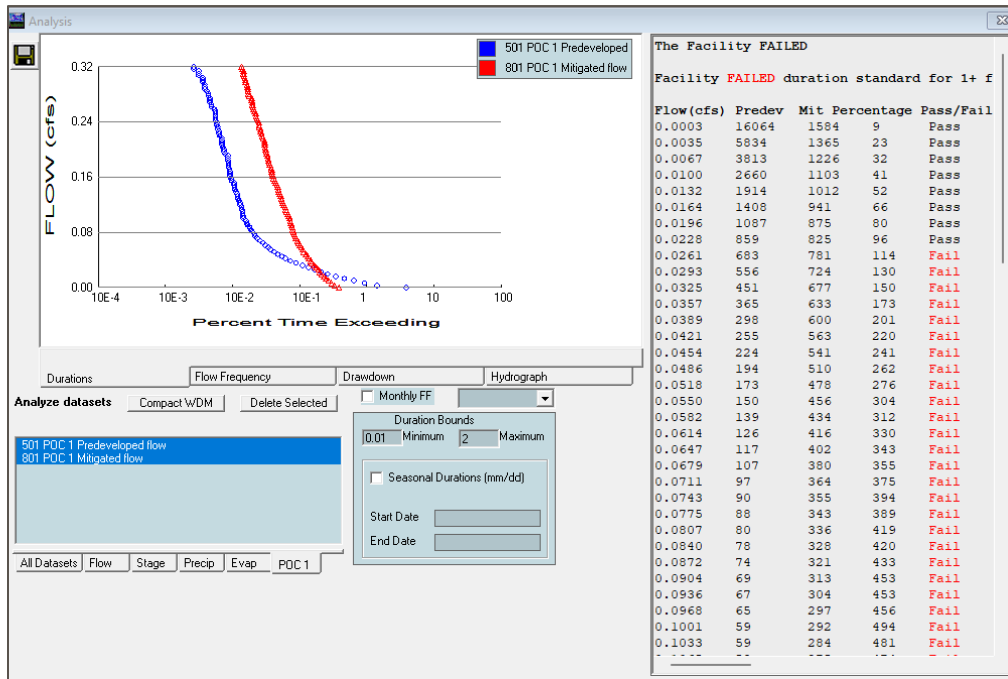 Analysis
501 POC 1 Predeveloped
801 POC 1 Mitigated flow
FLOW (cfs)
0.32
0.24
0.16
0.08
0.00
10E-4 10E-3 10E-2 10E-1 1 10 100
Percent Time Exceeding
Durations Flow Frequency Drawdown Hydrograph
Analyze datasets Compact WDM Delete Selected Monthly FF
501 POC 1 Predeveloped flow
801 POC 1 Mitigated flow
All Datasets Flow Stage Precip Evap POC 1
Duration Bounds
0.01 Minimum 2 Maximum
Seasonal Durations (mm/dd)
Start Date
End Date
The Facility FAILED
Facility FAILED duration standard for 1+ f
Flow(cfs) Predev Mit Percentage Pass/Fail
0.0003 16064 1584 9 Pass
0.0035 5834 1365 23 Pass
0.0067 3813 1226 32 Pass
0.0100 2660 1103 41 Pass
0.0132 1914 1012 52 Pass
0.0164 1408 941 66 Pass
0.0196 1087 875 80 Pass
0.0228 859 825 96 Pass
0.0261 683 781 114 Fail
0.0293 556 724 130 Fail
0.0325 451 677 150 Fail
0.0357 365 633 173 Fail
0.0389 298 600 201 Fail
0.0421 255 563 220 Fail
0.0454 224 541 241 Fail
0.0486 194 510 262 Fail
0.0518 173 478 276 Fail
0.0550 150 456 304 Fail
0.0582 139 434 312 Fail
0.0614 126 416 330 Fail
0.0647 117 402 343 Fail
0.0679 107 380 355 Fail
0.0711 97 364 375 Fail
0.0743 90 355 394 Fail
0.0775 88 343 389 Fail
0.0807 80 336 419 Fail
0.0840 78 328 420 Fail
0.0872 74 321 433 Fail
0.0904 69 313 453 Fail
0.0936 67 304 453 Fail
0.0968 65 297 456 Fail
0.1001 59 292 494 Fail
0.1033 59 284 481 Fail